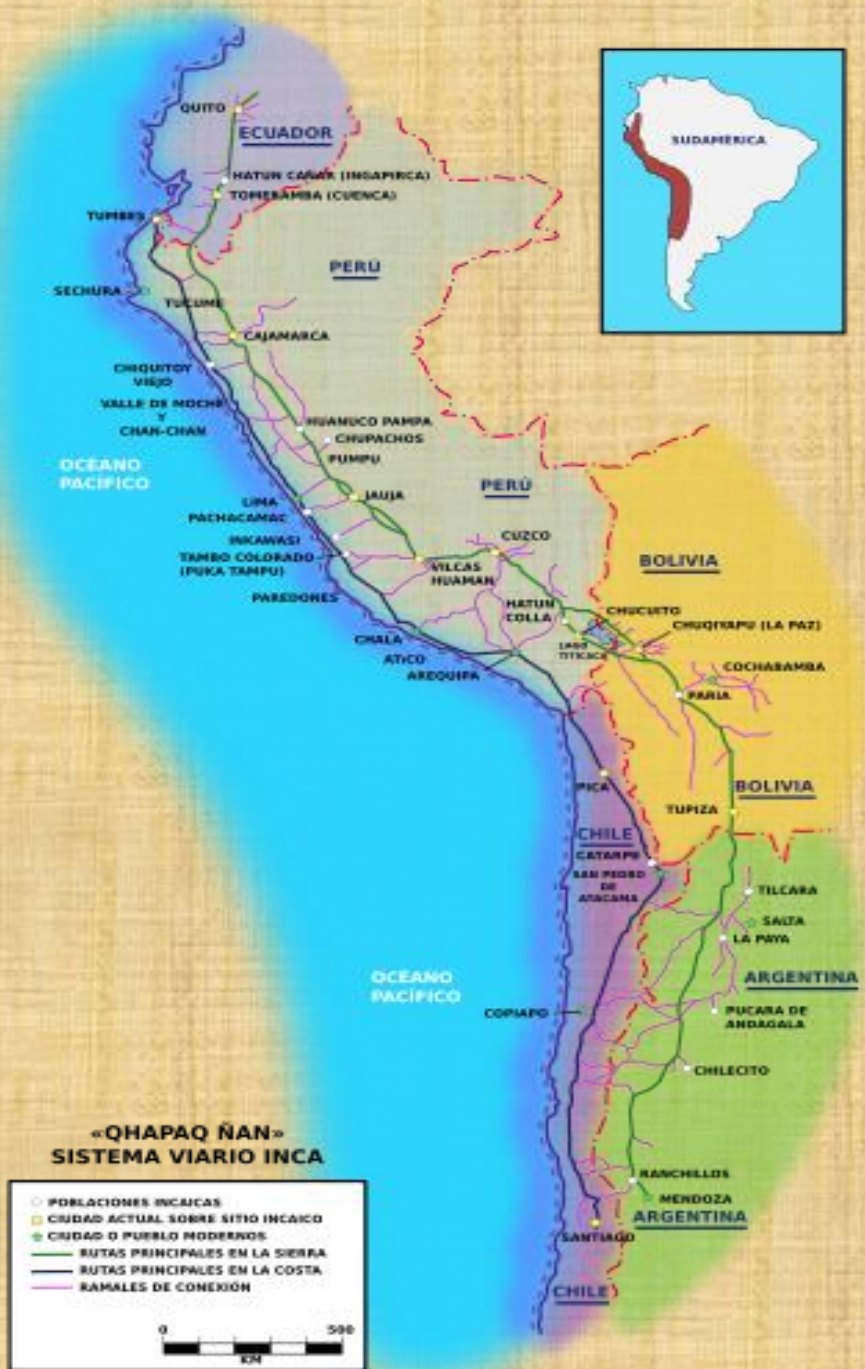 SUDAMÉRICA
QUITO
ECUADOR
HATUN CAÑAR (INGAPIRCA)
TOMEBAMBA (CUENCA)
TUMBES
PERÚ
SECHURA
TUCUME
CAJAMARCA
CHIQUITOY
VIEJO
VALLE DE MOCHE
Y
CHAN-CHAN
HUANUCO PAMPA
CHUPACHOS
PUMPU
OCÉANO
PACÍFICO
PERÚ
LIMA
JAUJA
PACHACAMAC
INKAWASI
TAMBO COLORADO
(PUKA TAMPU)
CUZCO
VILCAS
HUAMAN
BOLIVIA
PAREDONES
HATUN
COLLA
CHUCUITO
CHUQIYAPU (LA PAZ)
LAGO
TITICACA
CHALA
ATICO
AREQUIPA
COCHABAMBA
PARIA
PICA
BOLIVIA
TUPIZA
CHILE
CATARPE
SAN PEDRO
DE
ATACAMA
TILCARA
SALTA
LA PAYA
OCÉANO
PACÍFICO
ARGENTINA
COPIAPO
PUCARA DE
ANDAGALA
CHILECITO
«QHAPAQ ÑAN»
SISTEMA VIARIO INCA
RANCHILLOS
MENDOZA
ARGENTINA
SANTIAGO
CHILE
POBLACIONES INCAICAS
CIUDAD ACTUAL SOBRE SITIO INCAICO
CIUDAD O PUEBLO MODERNOS
RUTAS PRINCIPALES EN LA SIERRA
RUTAS PRINCIPALES EN LA COSTA
RAMALES DE CONEXIÓN
0 500
KM